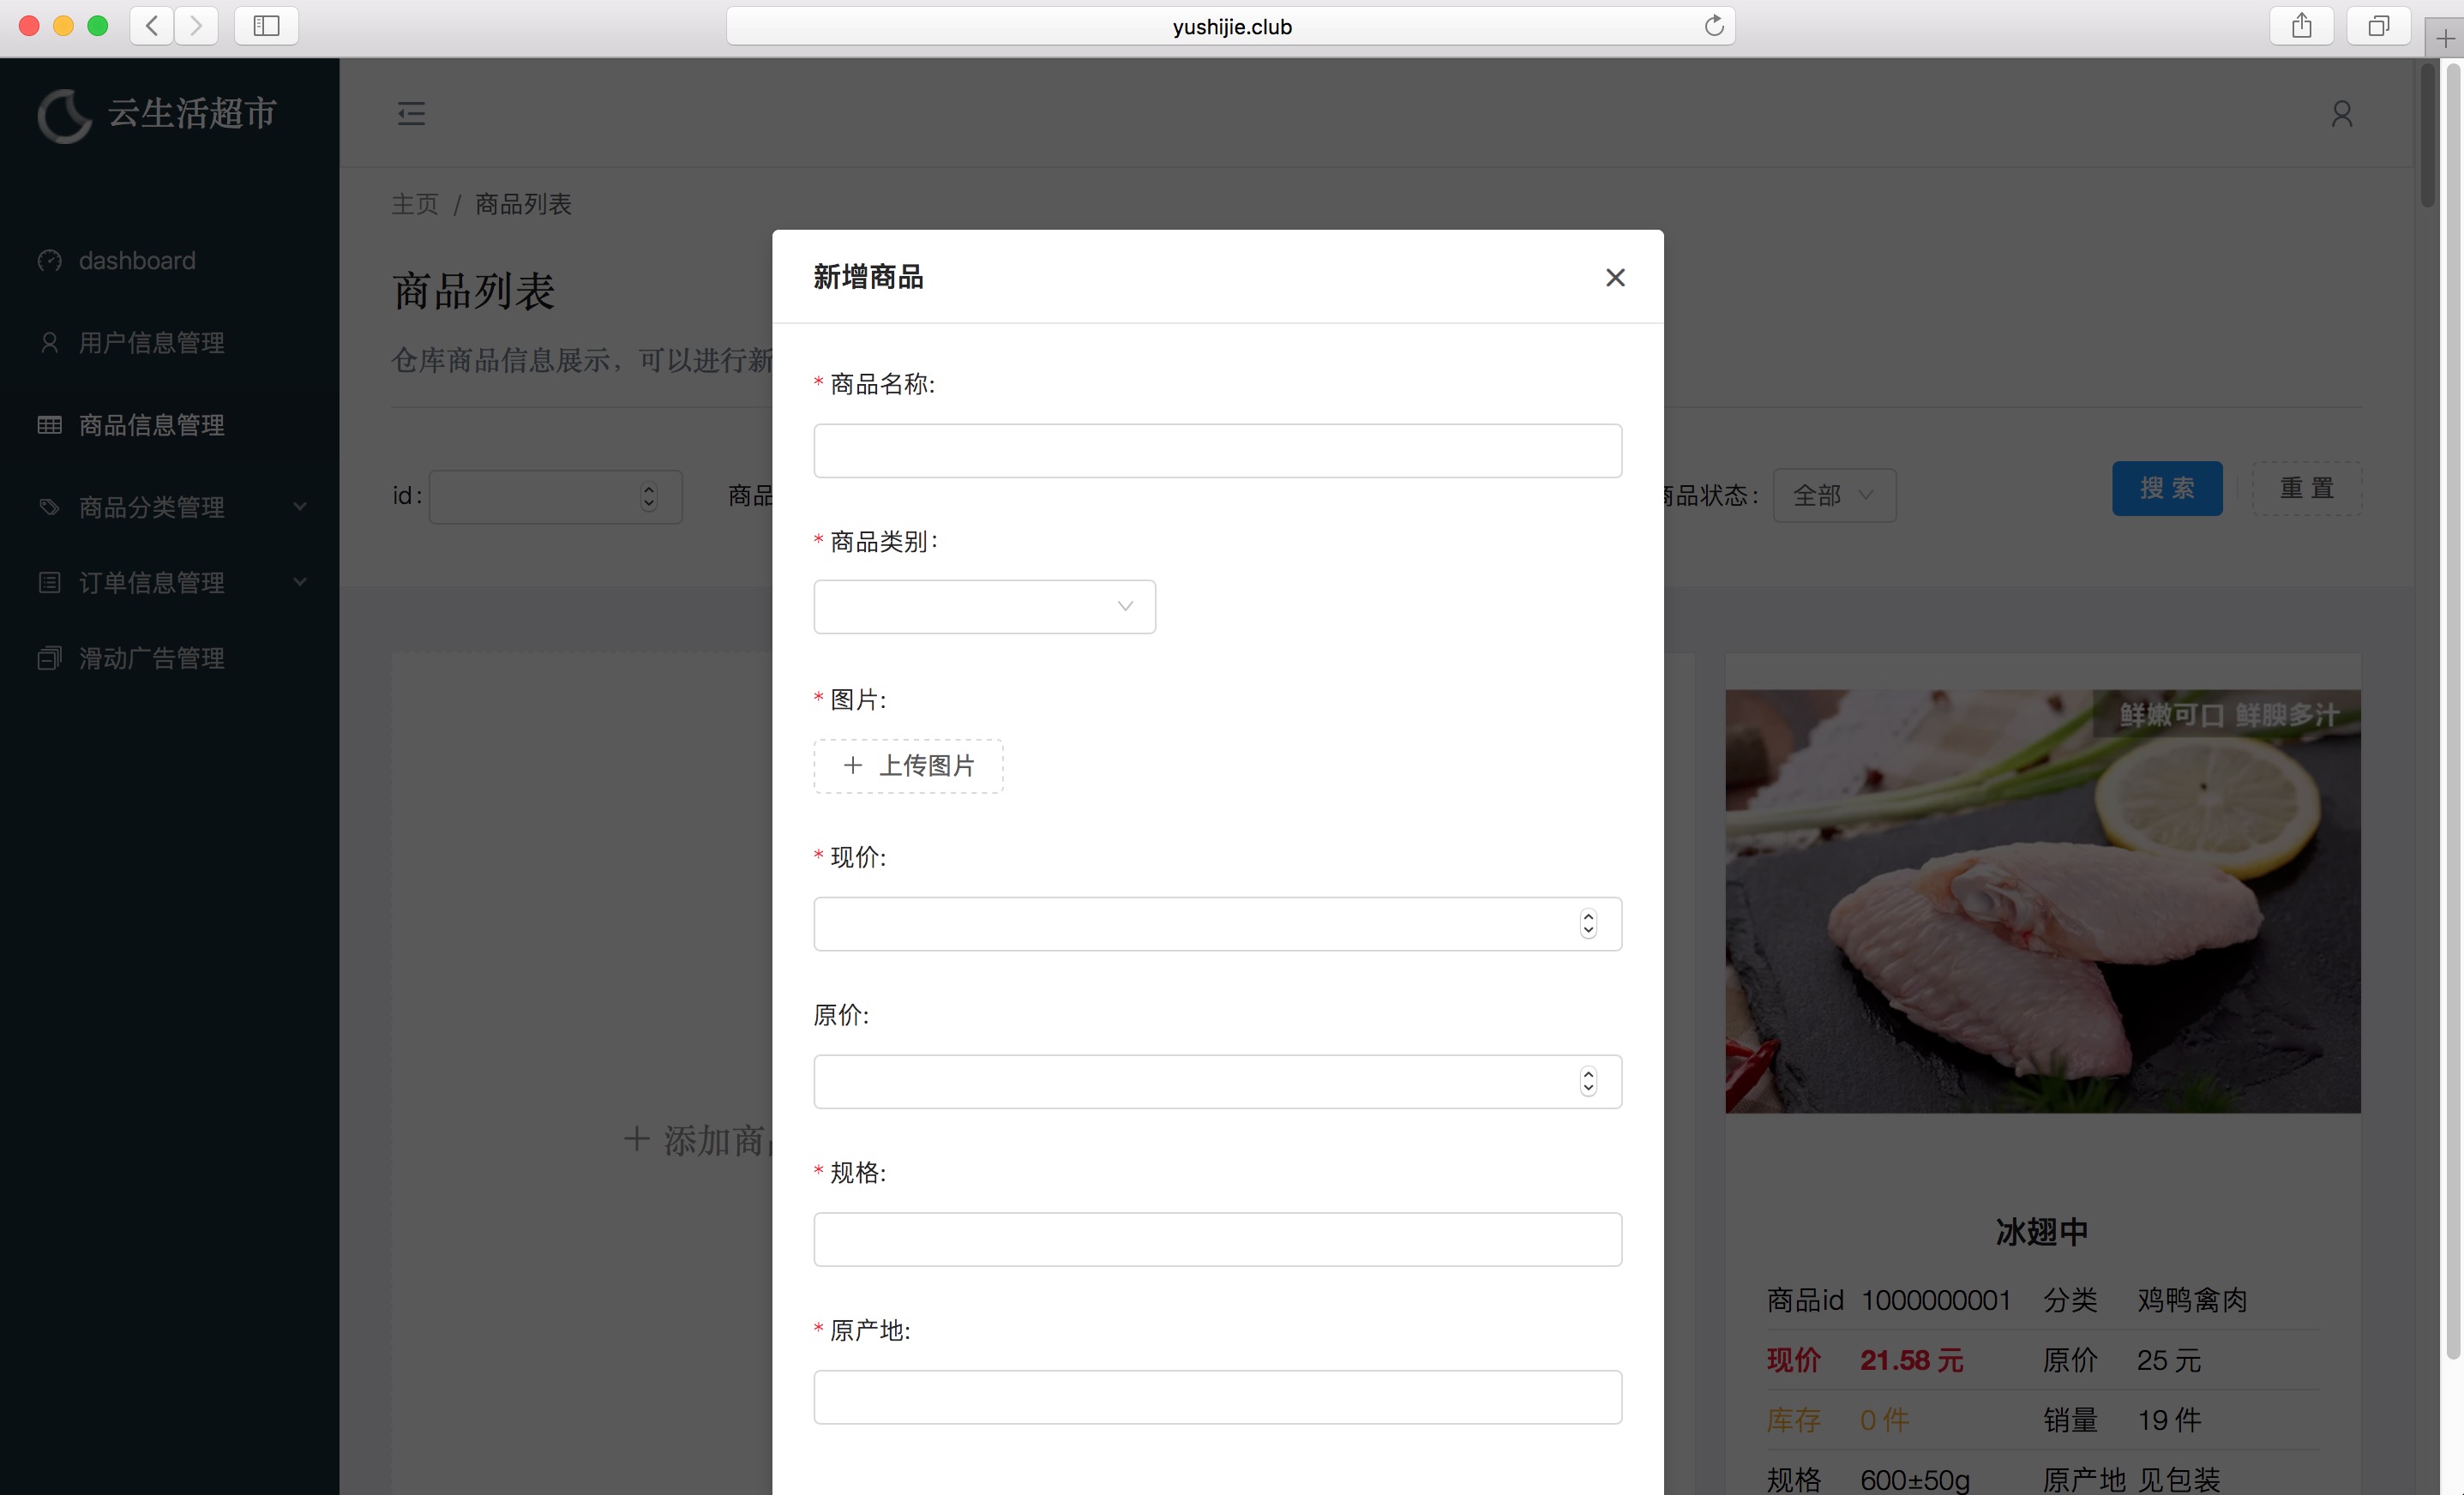 yushijie.club
云生活超市
dashboard
用户信息管理
商品信息管理
商品分类管理
订单信息管理
滑动广告管理
主页 / 商品列表
商品列表
仓库商品信息展示，可以进行新
id :
商品
商品状态 :
全部
搜 索
重 置
+ 添加商
新增商品
* 商品名称:
* 商品类别:
* 图片:
+ 上传图片
* 现价:
原价:
* 规格:
* 原产地:
鲜嫩可口 鲜腴多汁
冰翅中
商品id 1000000001 分类 鸡鸭禽肉
现价 21.58 元 原价 25 元
库存 0 件 销量 19 件
规格 600±50g 原产地 见包装